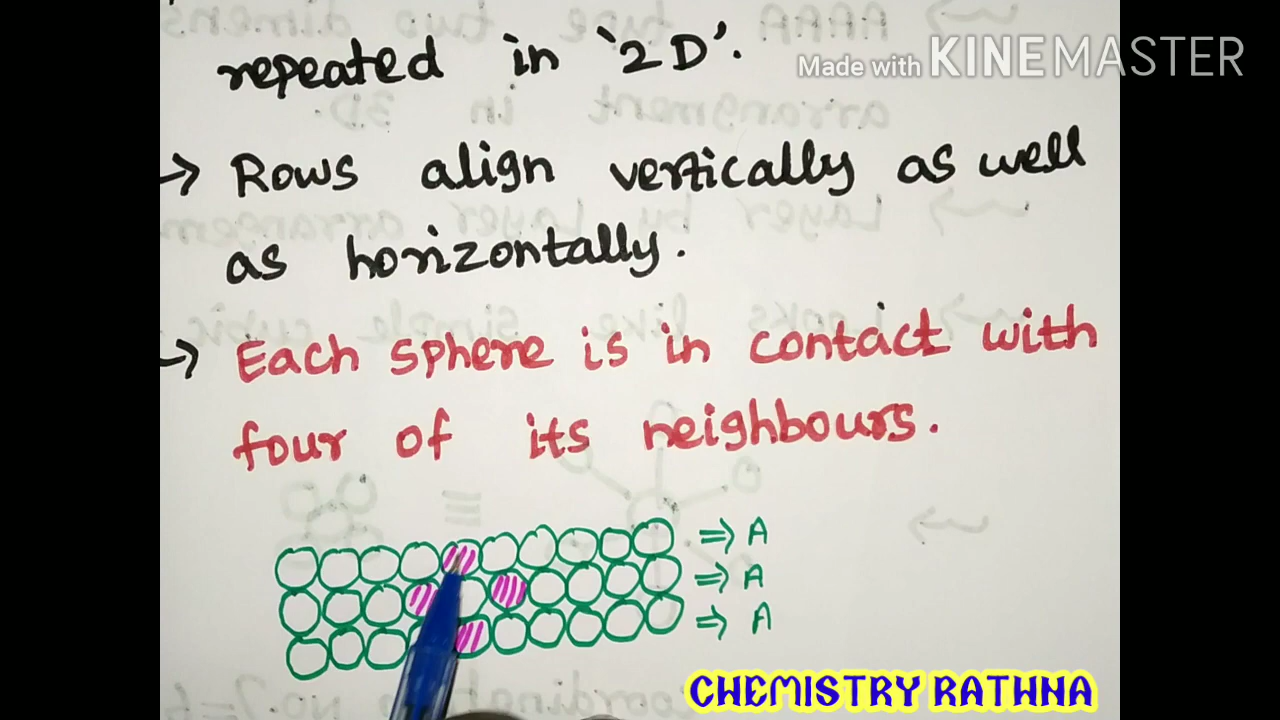 repeated in '2D'.
Made with KINEMASTER
→ Rows align vertically as well
as horizontally.
→ Each sphere is in contact with
four of its neighbours.
⇒ A
⇒ A
⇒ A
CHEMISTRY RATHNA